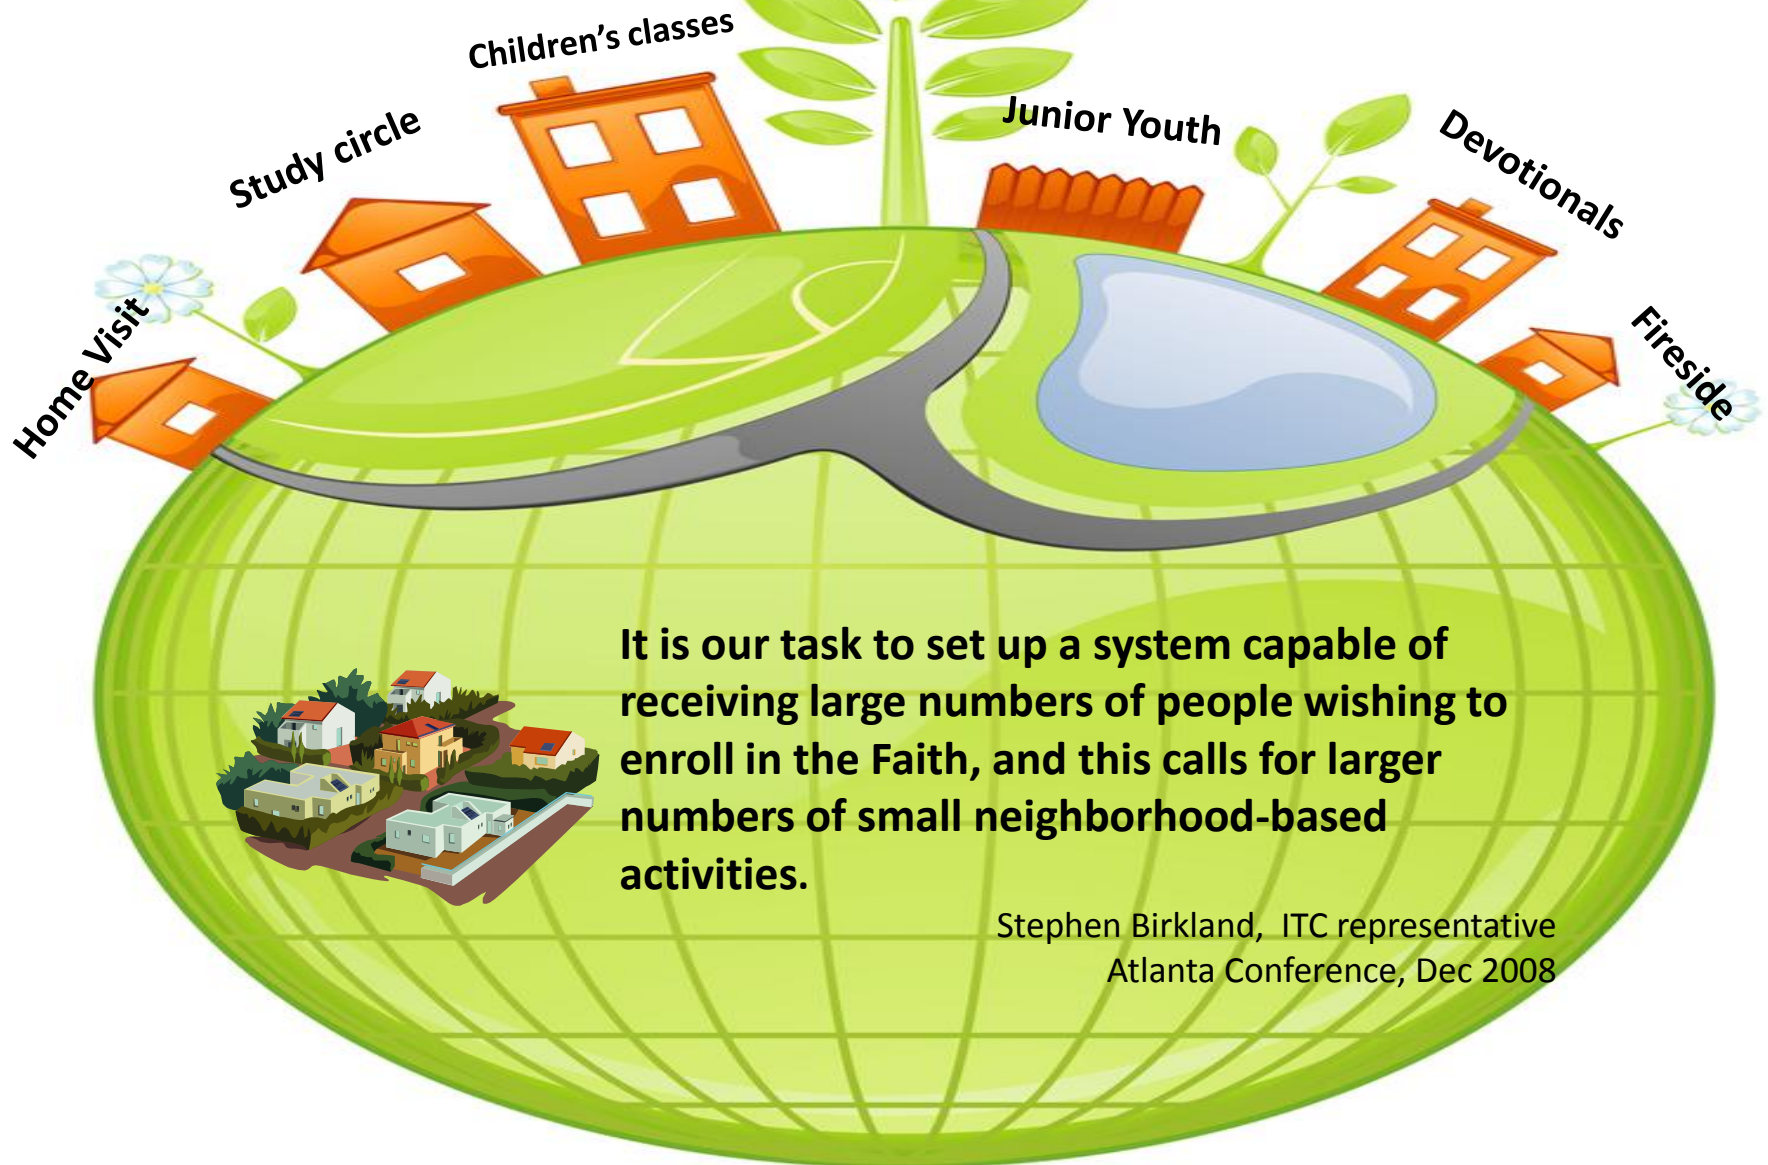 Home Visit
Study circle
Children’s classes
Junior Youth
Devotionals
Fireside
It is our task to set up a system capable of
receiving large numbers of people wishing to
enroll in the Faith, and this calls for larger
numbers of small neighborhood-based
activities.
Stephen Birkland,  ITC representative
Atlanta Conference, Dec 2008